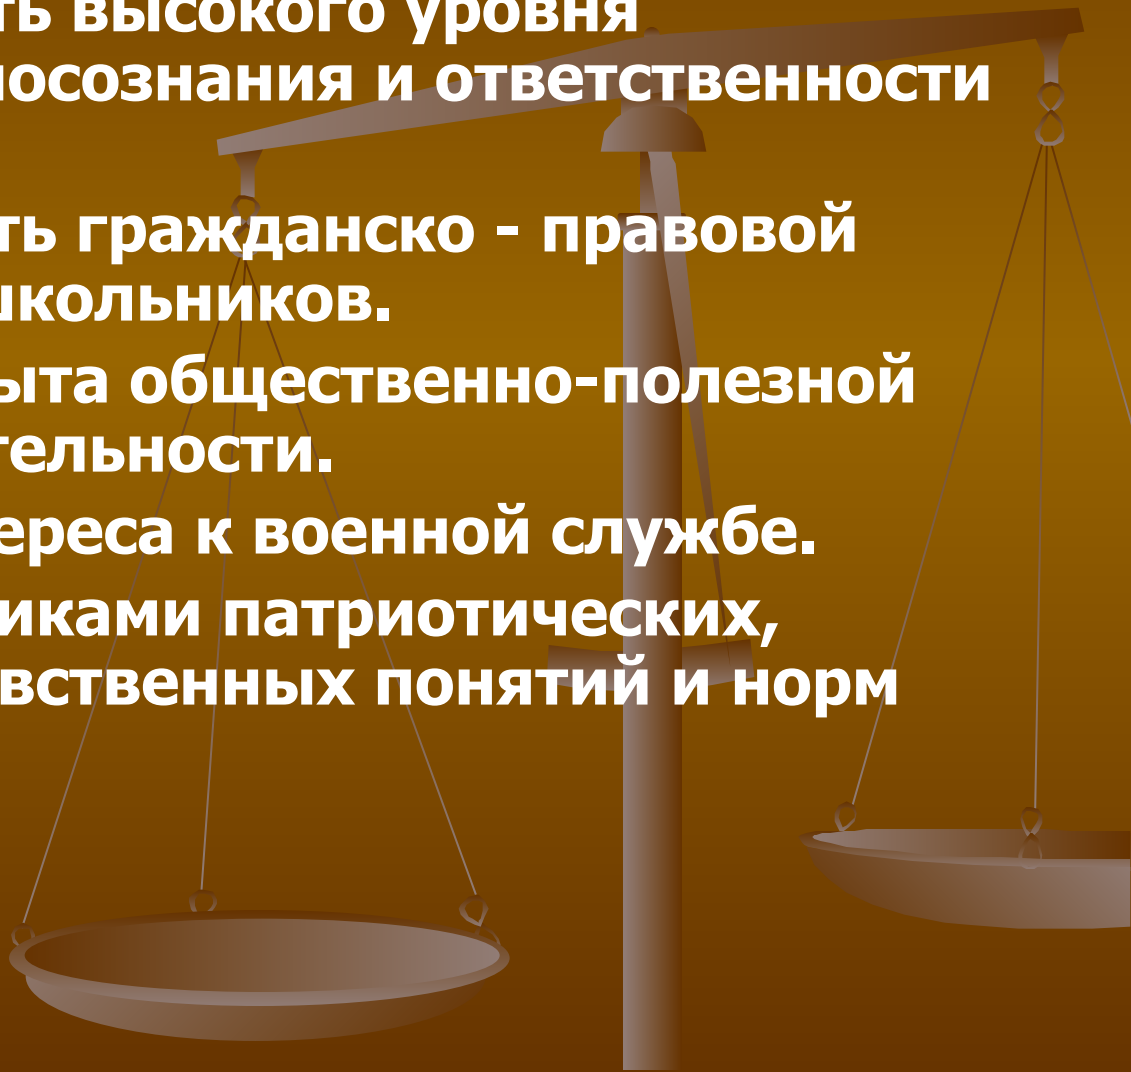 ть высокого уровня
носознания и ответственности
ть гражданско - правовой
школьников.
ыта общественно-полезной
тельности.
ереса к военной службе.
иками патриотических,
вственных понятий и норм